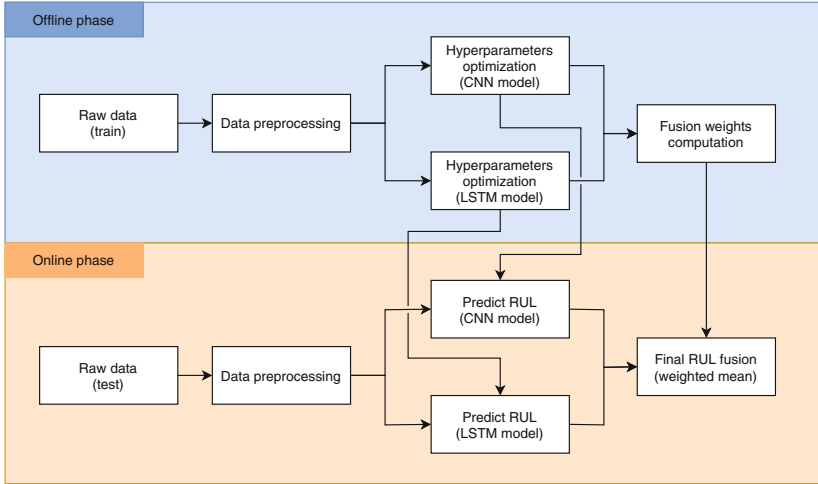 Offline phase
Hyperparameters
optimization
(CNN model)
Raw data
(train)
Data preprocessing
Fusion weights
computation
Hyperparameters
optimization
(LSTM model)
Online phase
Predict RUL
(CNN model)
Raw data
(test)
Data preprocessing
Final RUL fusion
(weighted mean)
Predict RUL
(LSTM model)